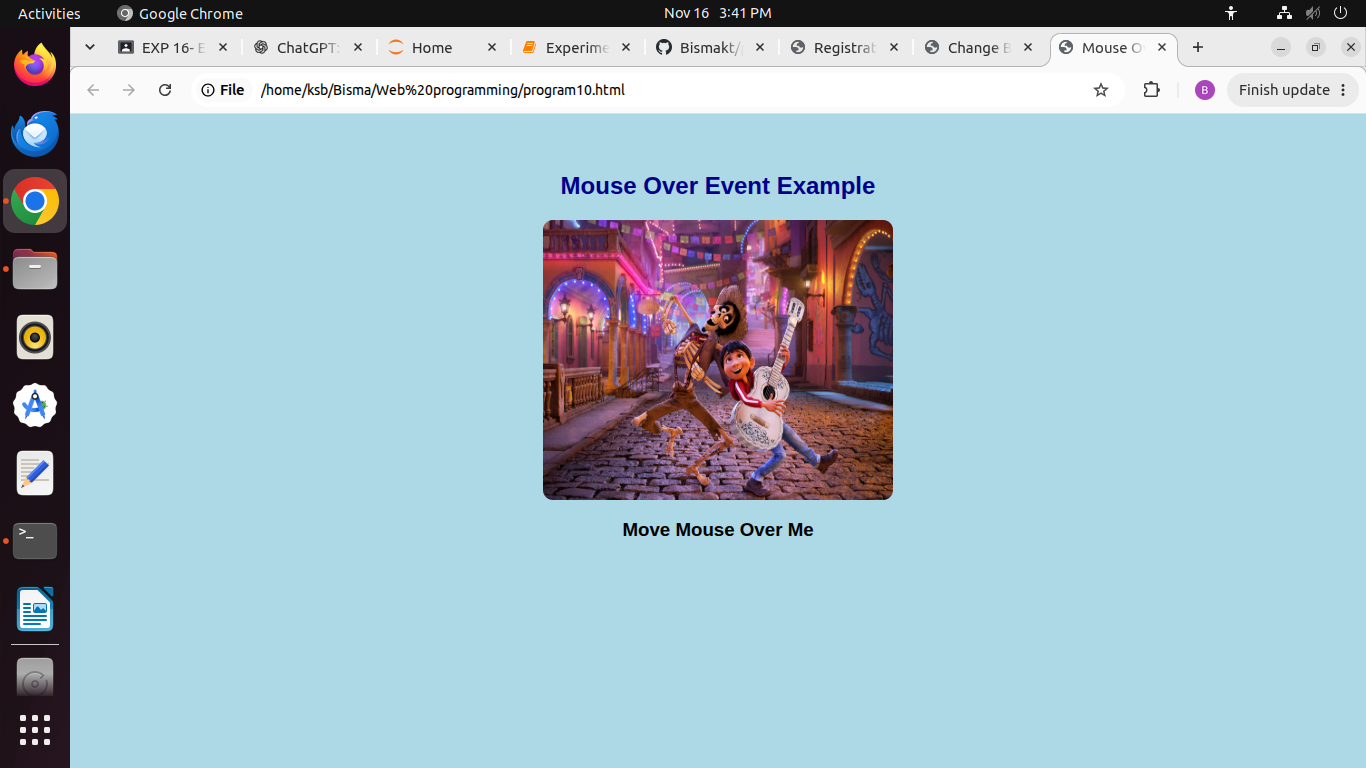 Activities
Google Chrome
Nov 16 3:41 PM
EXP 16- E
ChatGPT:
Home
Experime
Bismakt/
Registrat
Change B
Mouse O
File
/home/ksb/Bisma/Web%20programming/program10.html
B
Finish update
Mouse Over Event Example
Move Mouse Over Me
>_